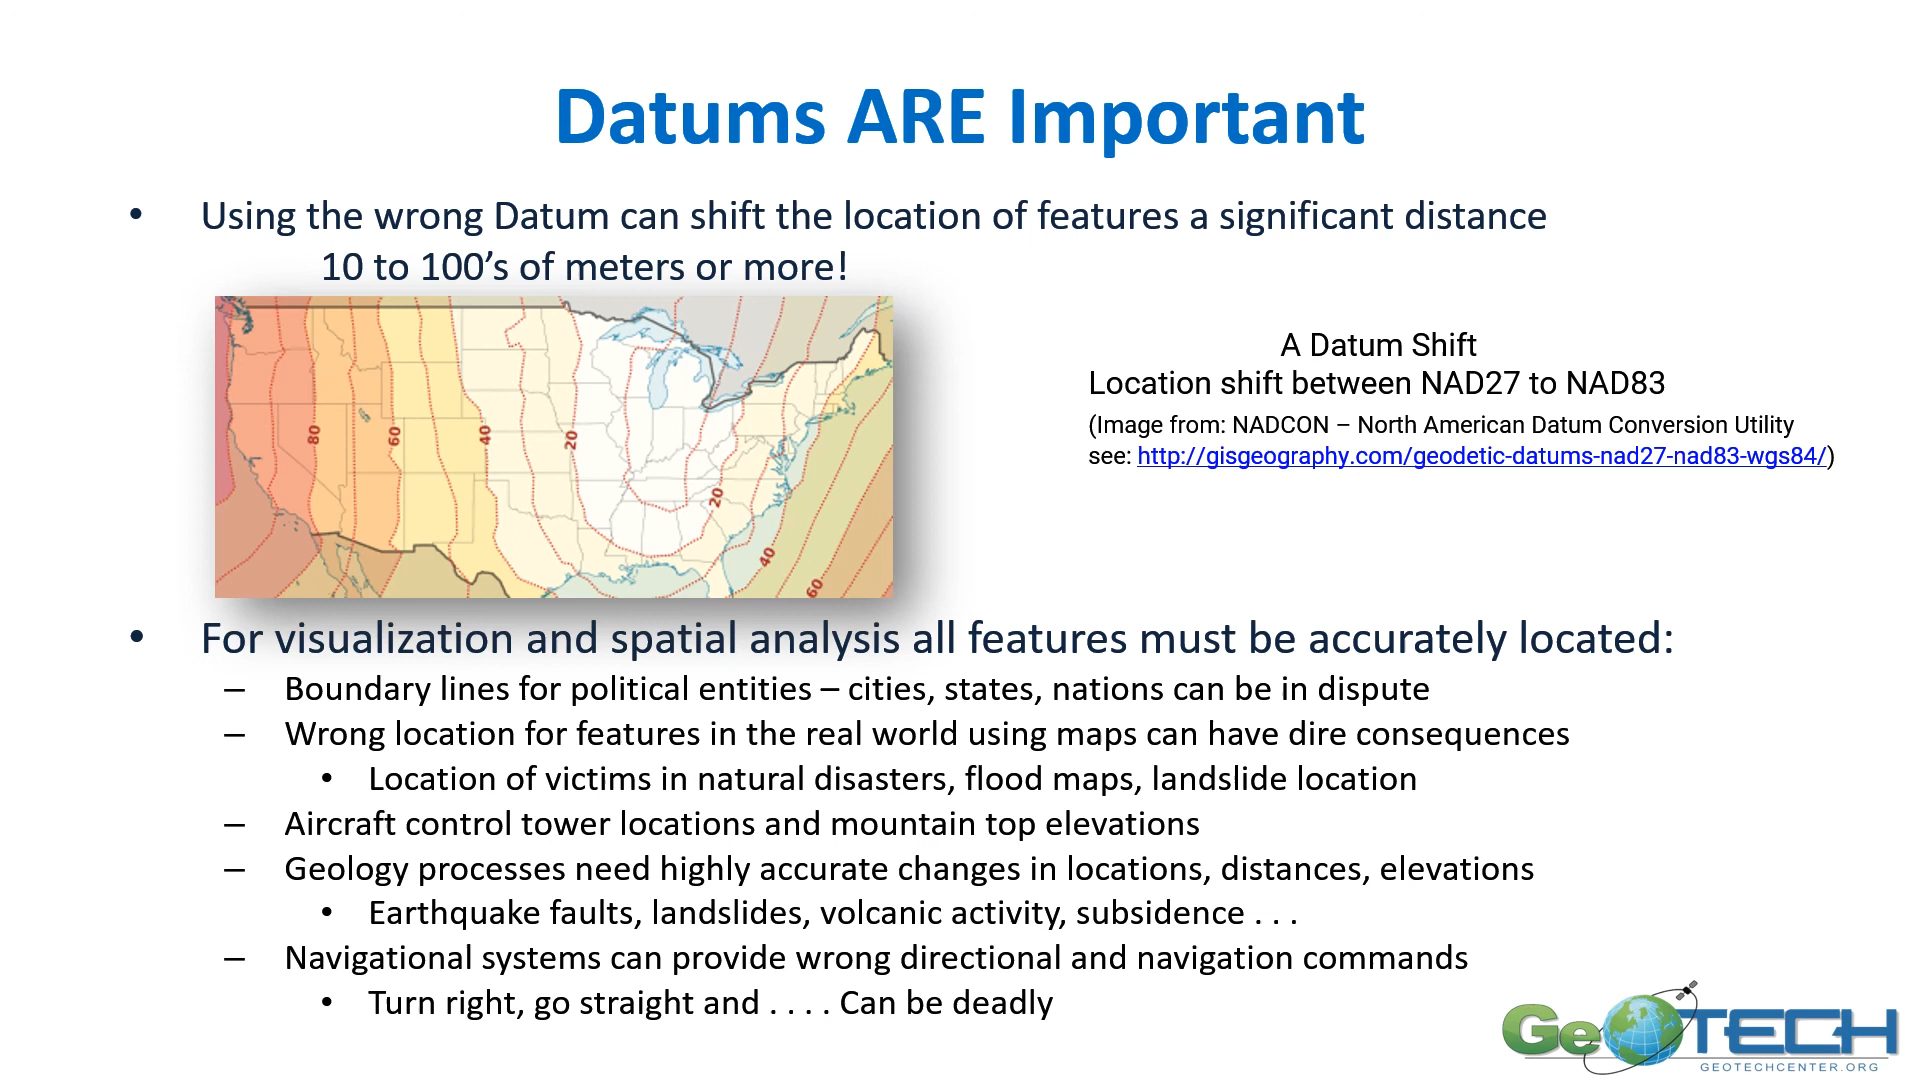 Datums ARE Important
• Using the wrong Datum can shift the location of features a significant distance
10 to 100’s of meters or more!
80
60
40
20
20
40
60
A Datum Shift
Location shift between NAD27 to NAD83
(Image from: NADCON – North American Datum Conversion Utility
see: http://gisgeography.com/geodetic-datums-nad27-nad83-wgs84/)
• For visualization and spatial analysis all features must be accurately located:
– Boundary lines for political entities – cities, states, nations can be in dispute
– Wrong location for features in the real world using maps can have dire consequences
• Location of victims in natural disasters, flood maps, landslide location
– Aircraft control tower locations and mountain top elevations
– Geology processes need highly accurate changes in locations, distances, elevations
• Earthquake faults, landslides, volcanic activity, subsidence . . .
– Navigational systems can provide wrong directional and navigation commands
• Turn right, go straight and . . . . Can be deadly
GeoTECH
GEOTECHCENTER.ORG